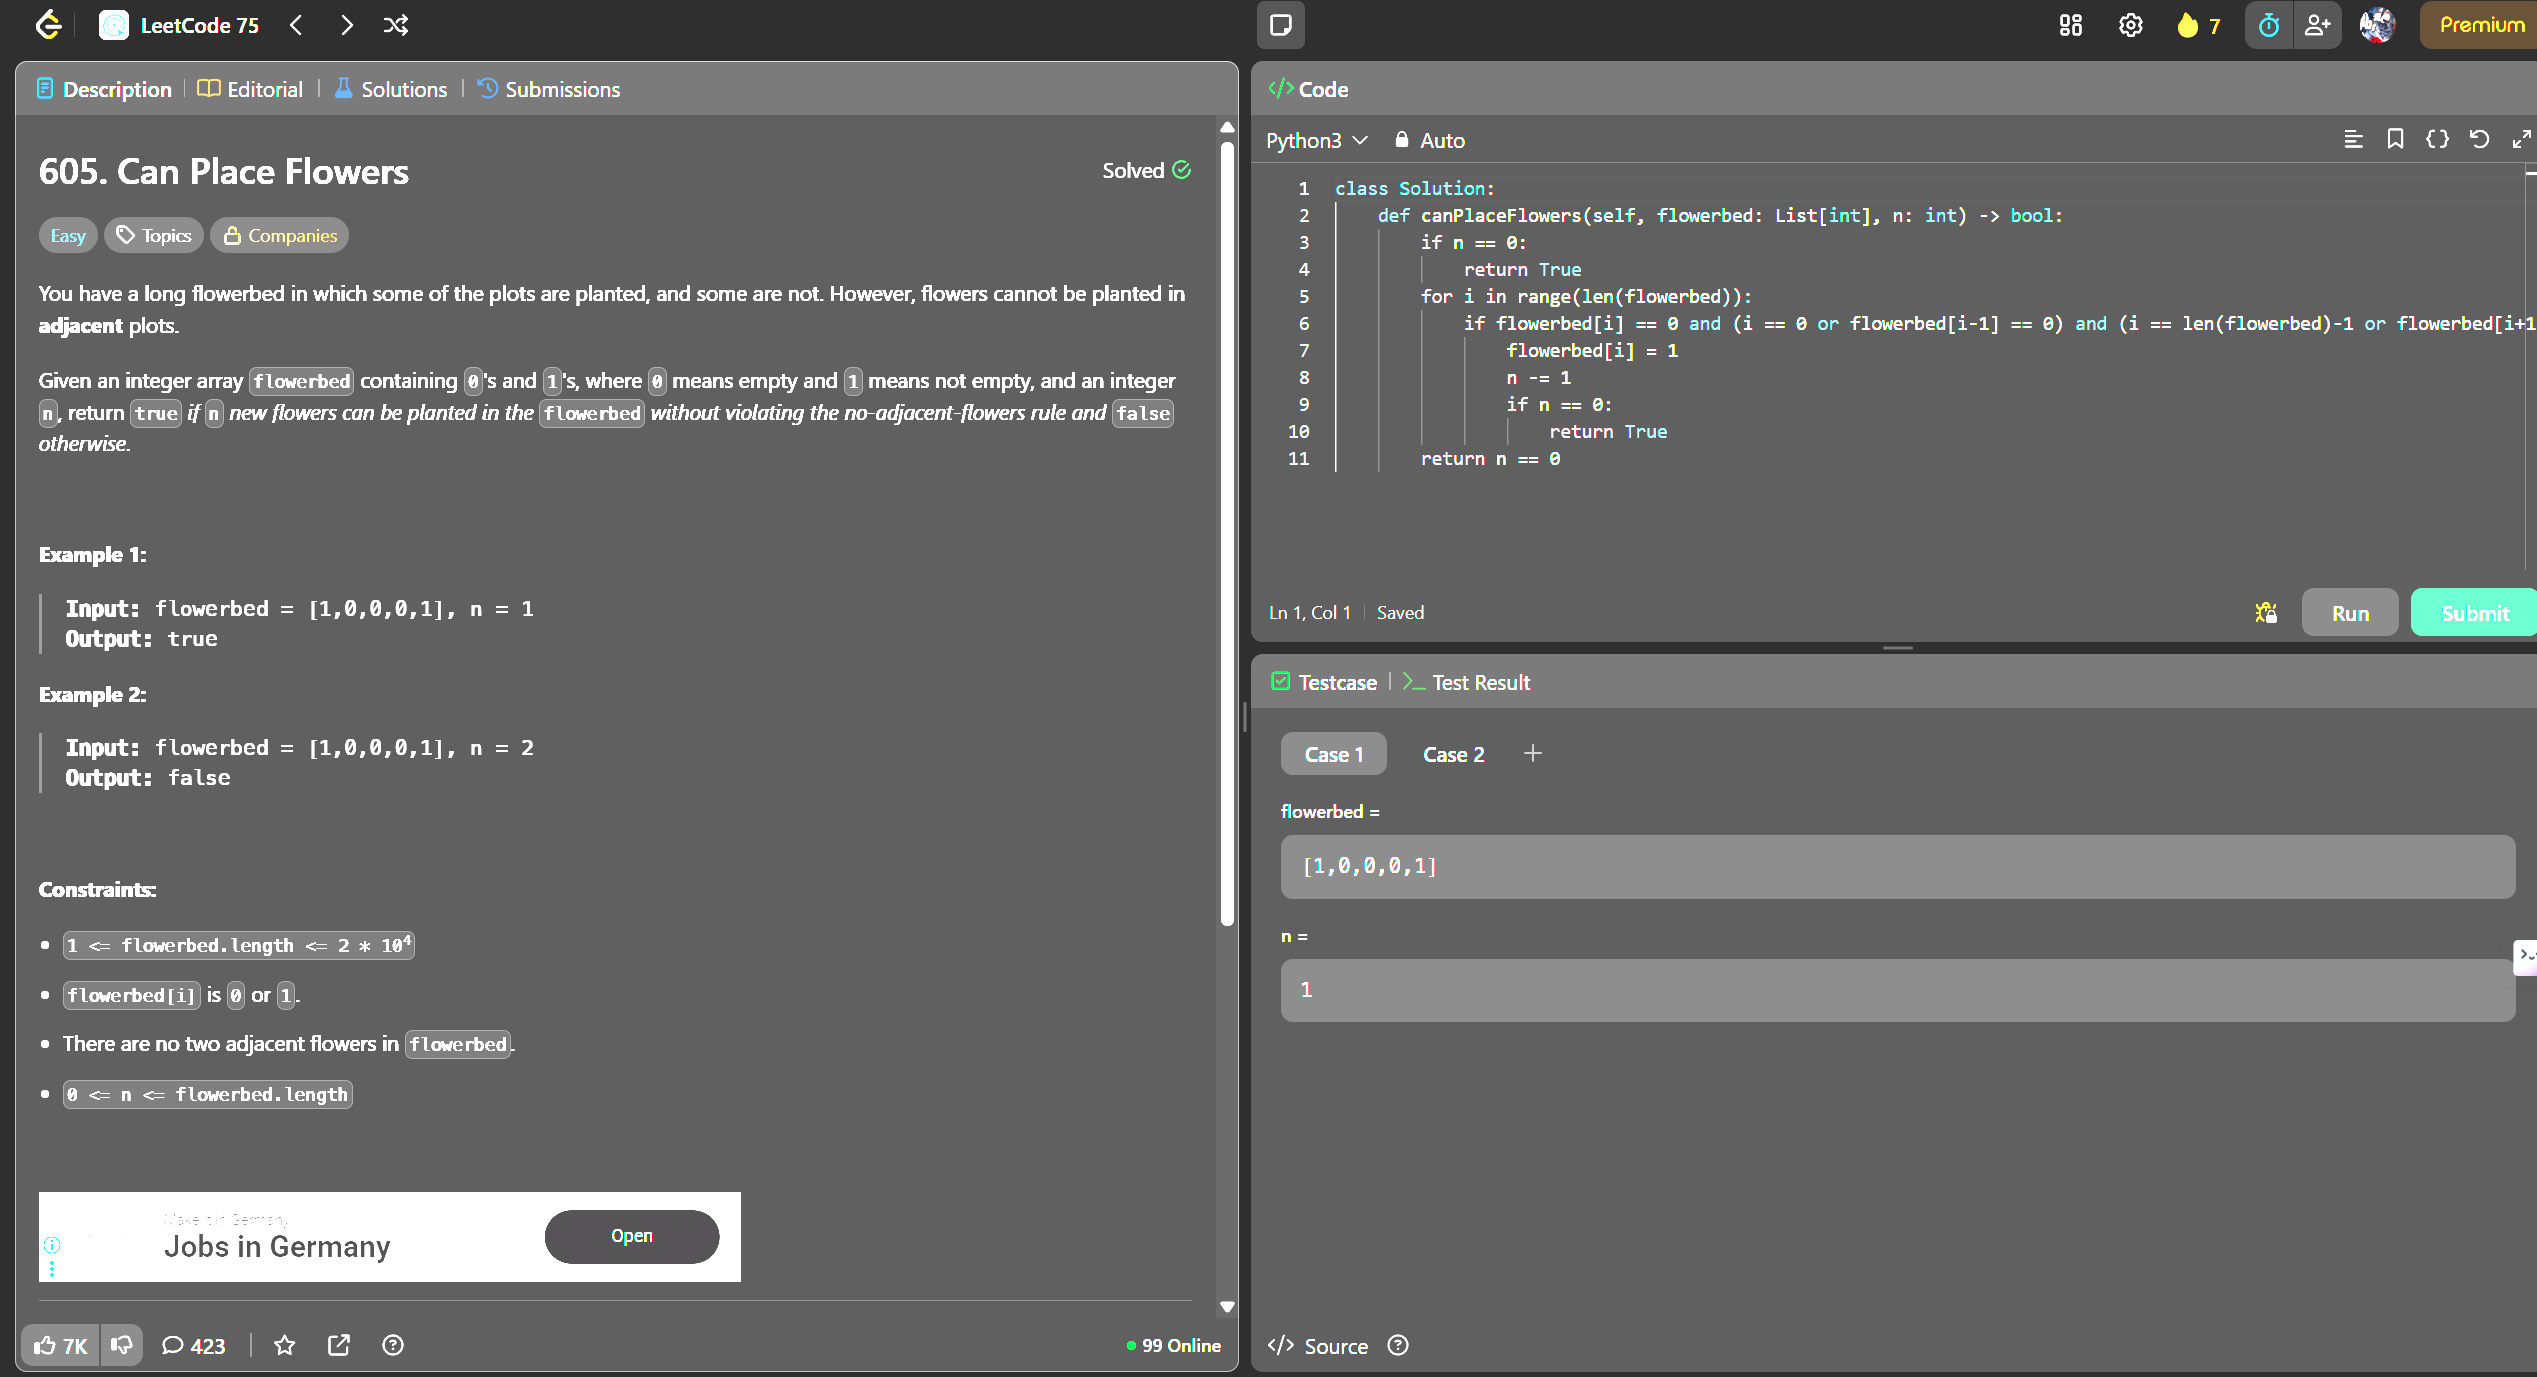 LeetCode 75
7
Premium
Description
Editorial
Solutions
Submissions
605. Can Place Flowers
Solved
Easy
Topics
Companies
You have a long flowerbed in which some of the plots are planted, and some are not. However, flowers cannot be planted in
adjacent plots.
Given an integer array flowerbed containing 0's and 1's, where 0 means empty and 1 means not empty, and an integer
n, return true if n new flowers can be planted in the flowerbed without violating the no-adjacent-flowers rule and false
otherwise.
Example 1:
Input: flowerbed = [1,0,0,0,1], n = 1
Output: true
Example 2:
Input: flowerbed = [1,0,0,0,1], n = 2
Output: false
Constraints:
1 <= flowerbed.length <= 2 * 10⁴
flowerbed[i] is 0 or 1.
There are no two adjacent flowers in flowerbed.
0 <= n <= flowerbed.length
Make it in Germany
Jobs in Germany
Open
7K
423
99 Online
Code
Python3
Auto
1 class Solution:
2 def canPlaceFlowers(self, flowerbed: List[int], n: int) -> bool:
3 if n == 0:
4 return True
5 for i in range(len(flowerbed)):
6 if flowerbed[i] == 0 and (i == 0 or flowerbed[i-1] == 0) and (i == len(flowerbed)-1 or flowerbed[i+1
7 flowerbed[i] = 1
8 n -= 1
9 if n == 0:
10 return True
11 return n == 0
Ln 1, Col 1
Saved
Run
Submit
Testcase
Test Result
Case 1
Case 2
flowerbed =
[1,0,0,0,1]
n =
1
Source